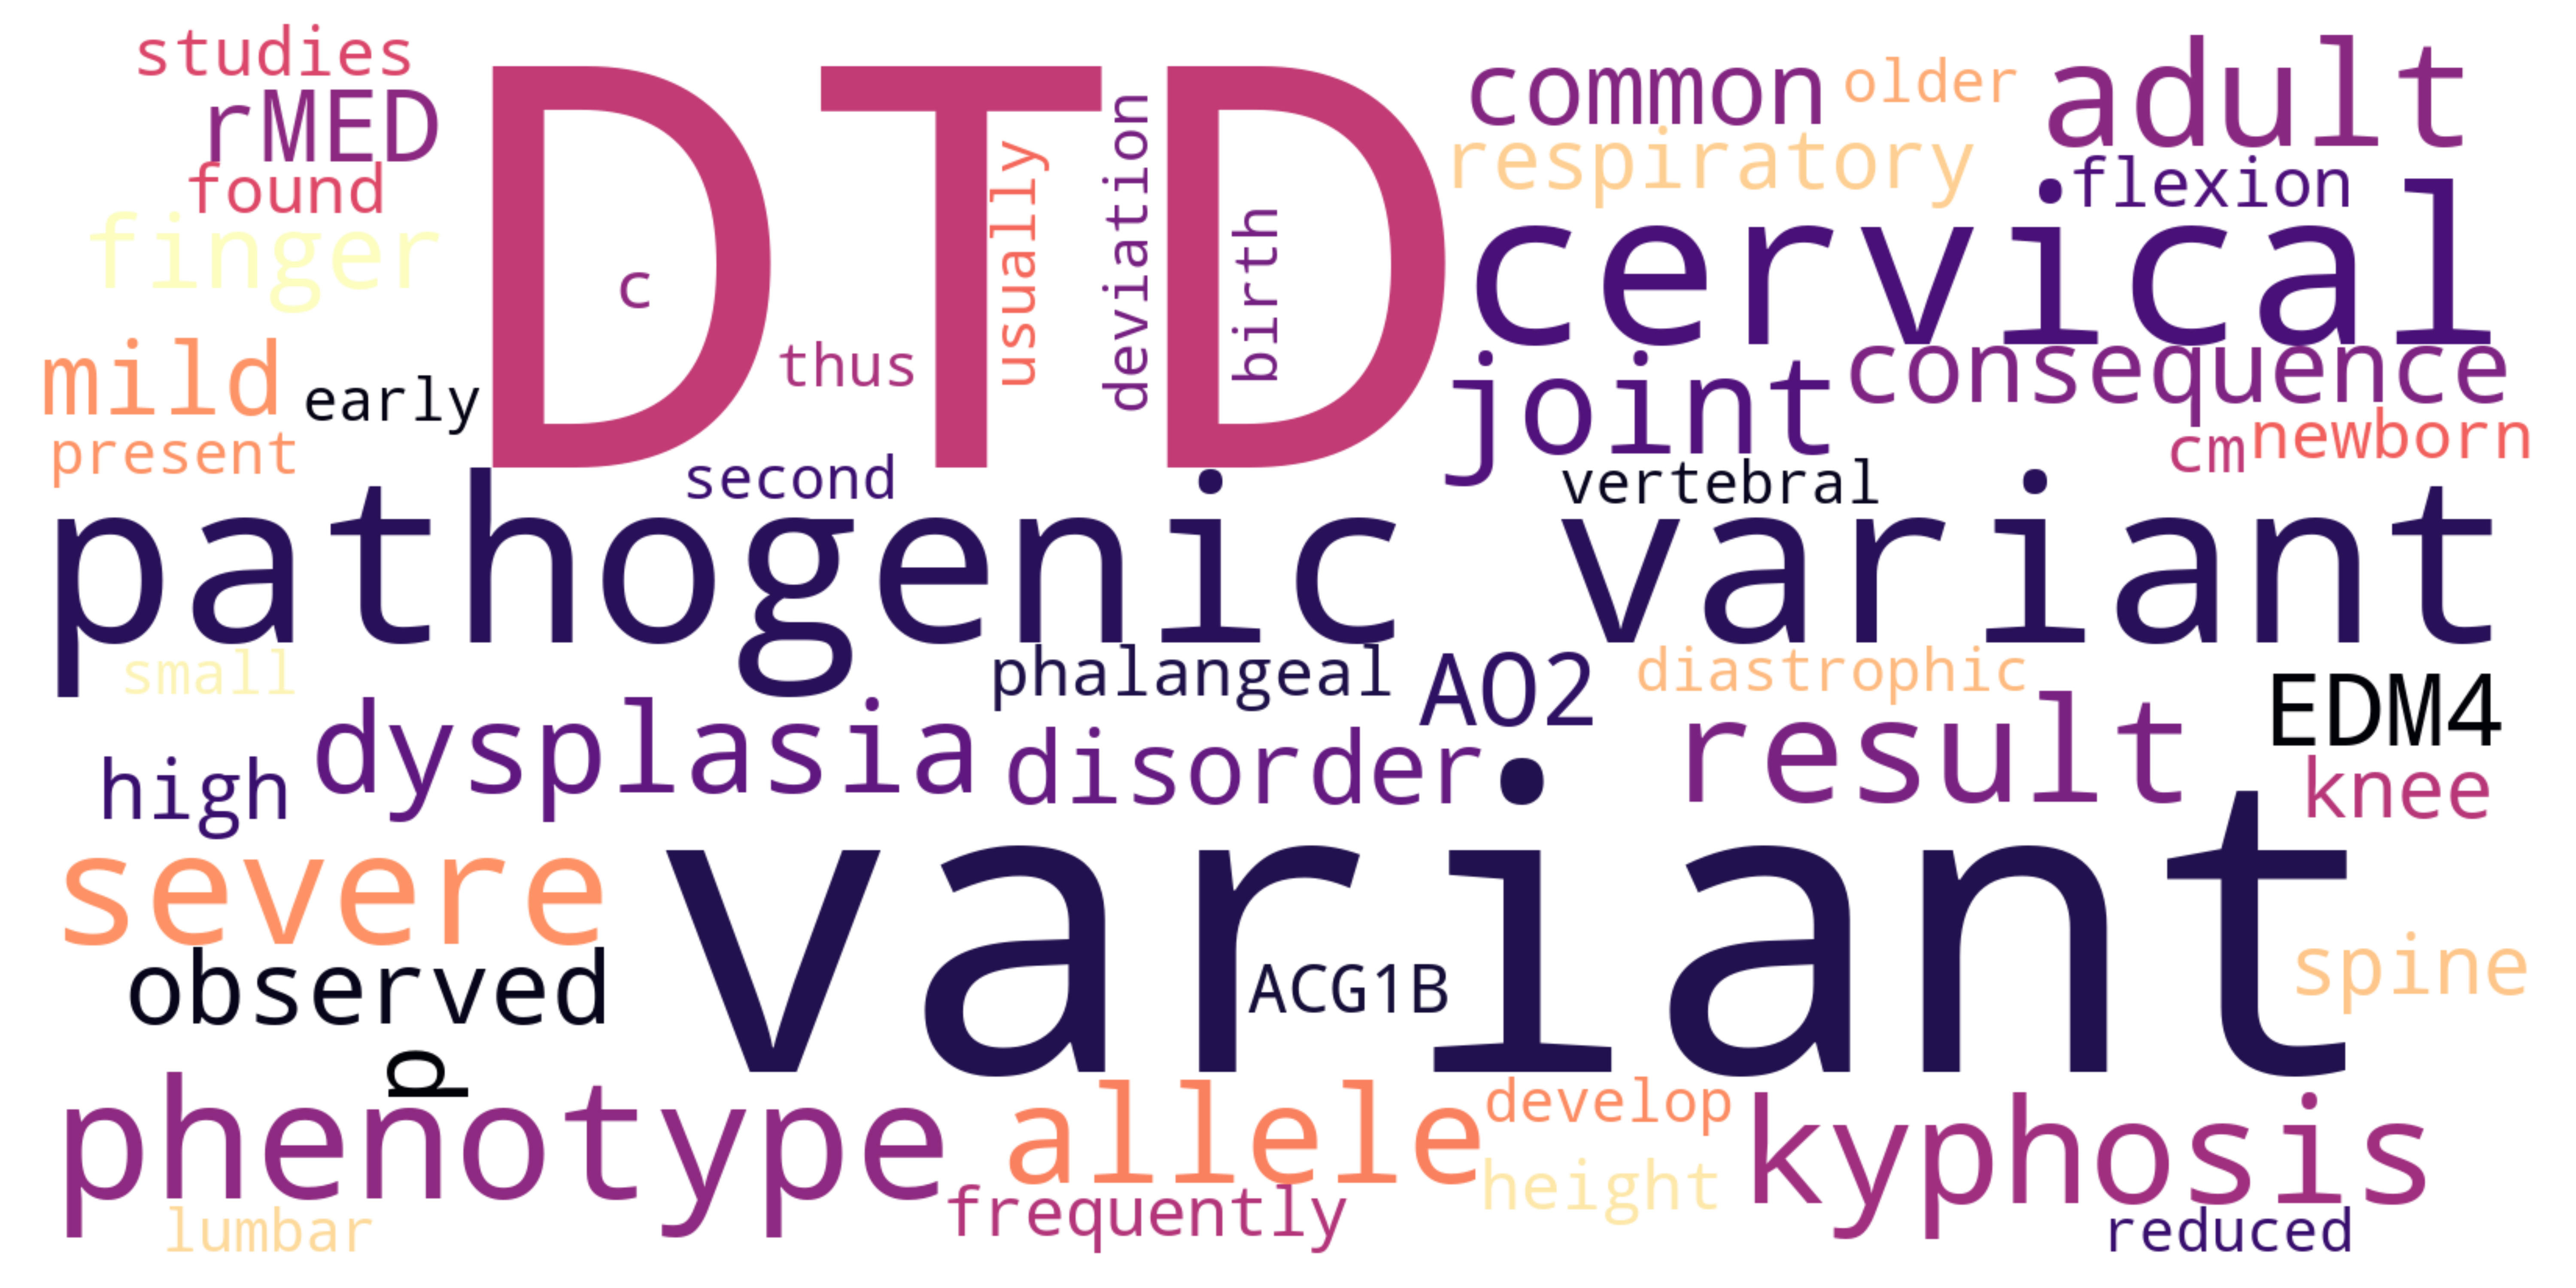 studies
rMED
found
finger
DTD
c
thus
usually
deviation
birth
common
older
adult
respiratory
flexion
cervical
mild
early
present
joint
consequence
cm
newborn
second
vertebral
pathogenic variant
small
phalangeal
AO2
diastrophic
EDM4
high
dysplasia
disorder
result
knee
severe
variant
observed
ACG1B
spine
p
phenotype
allele
develop
kyphosis
frequently
height
lumbar
reduced